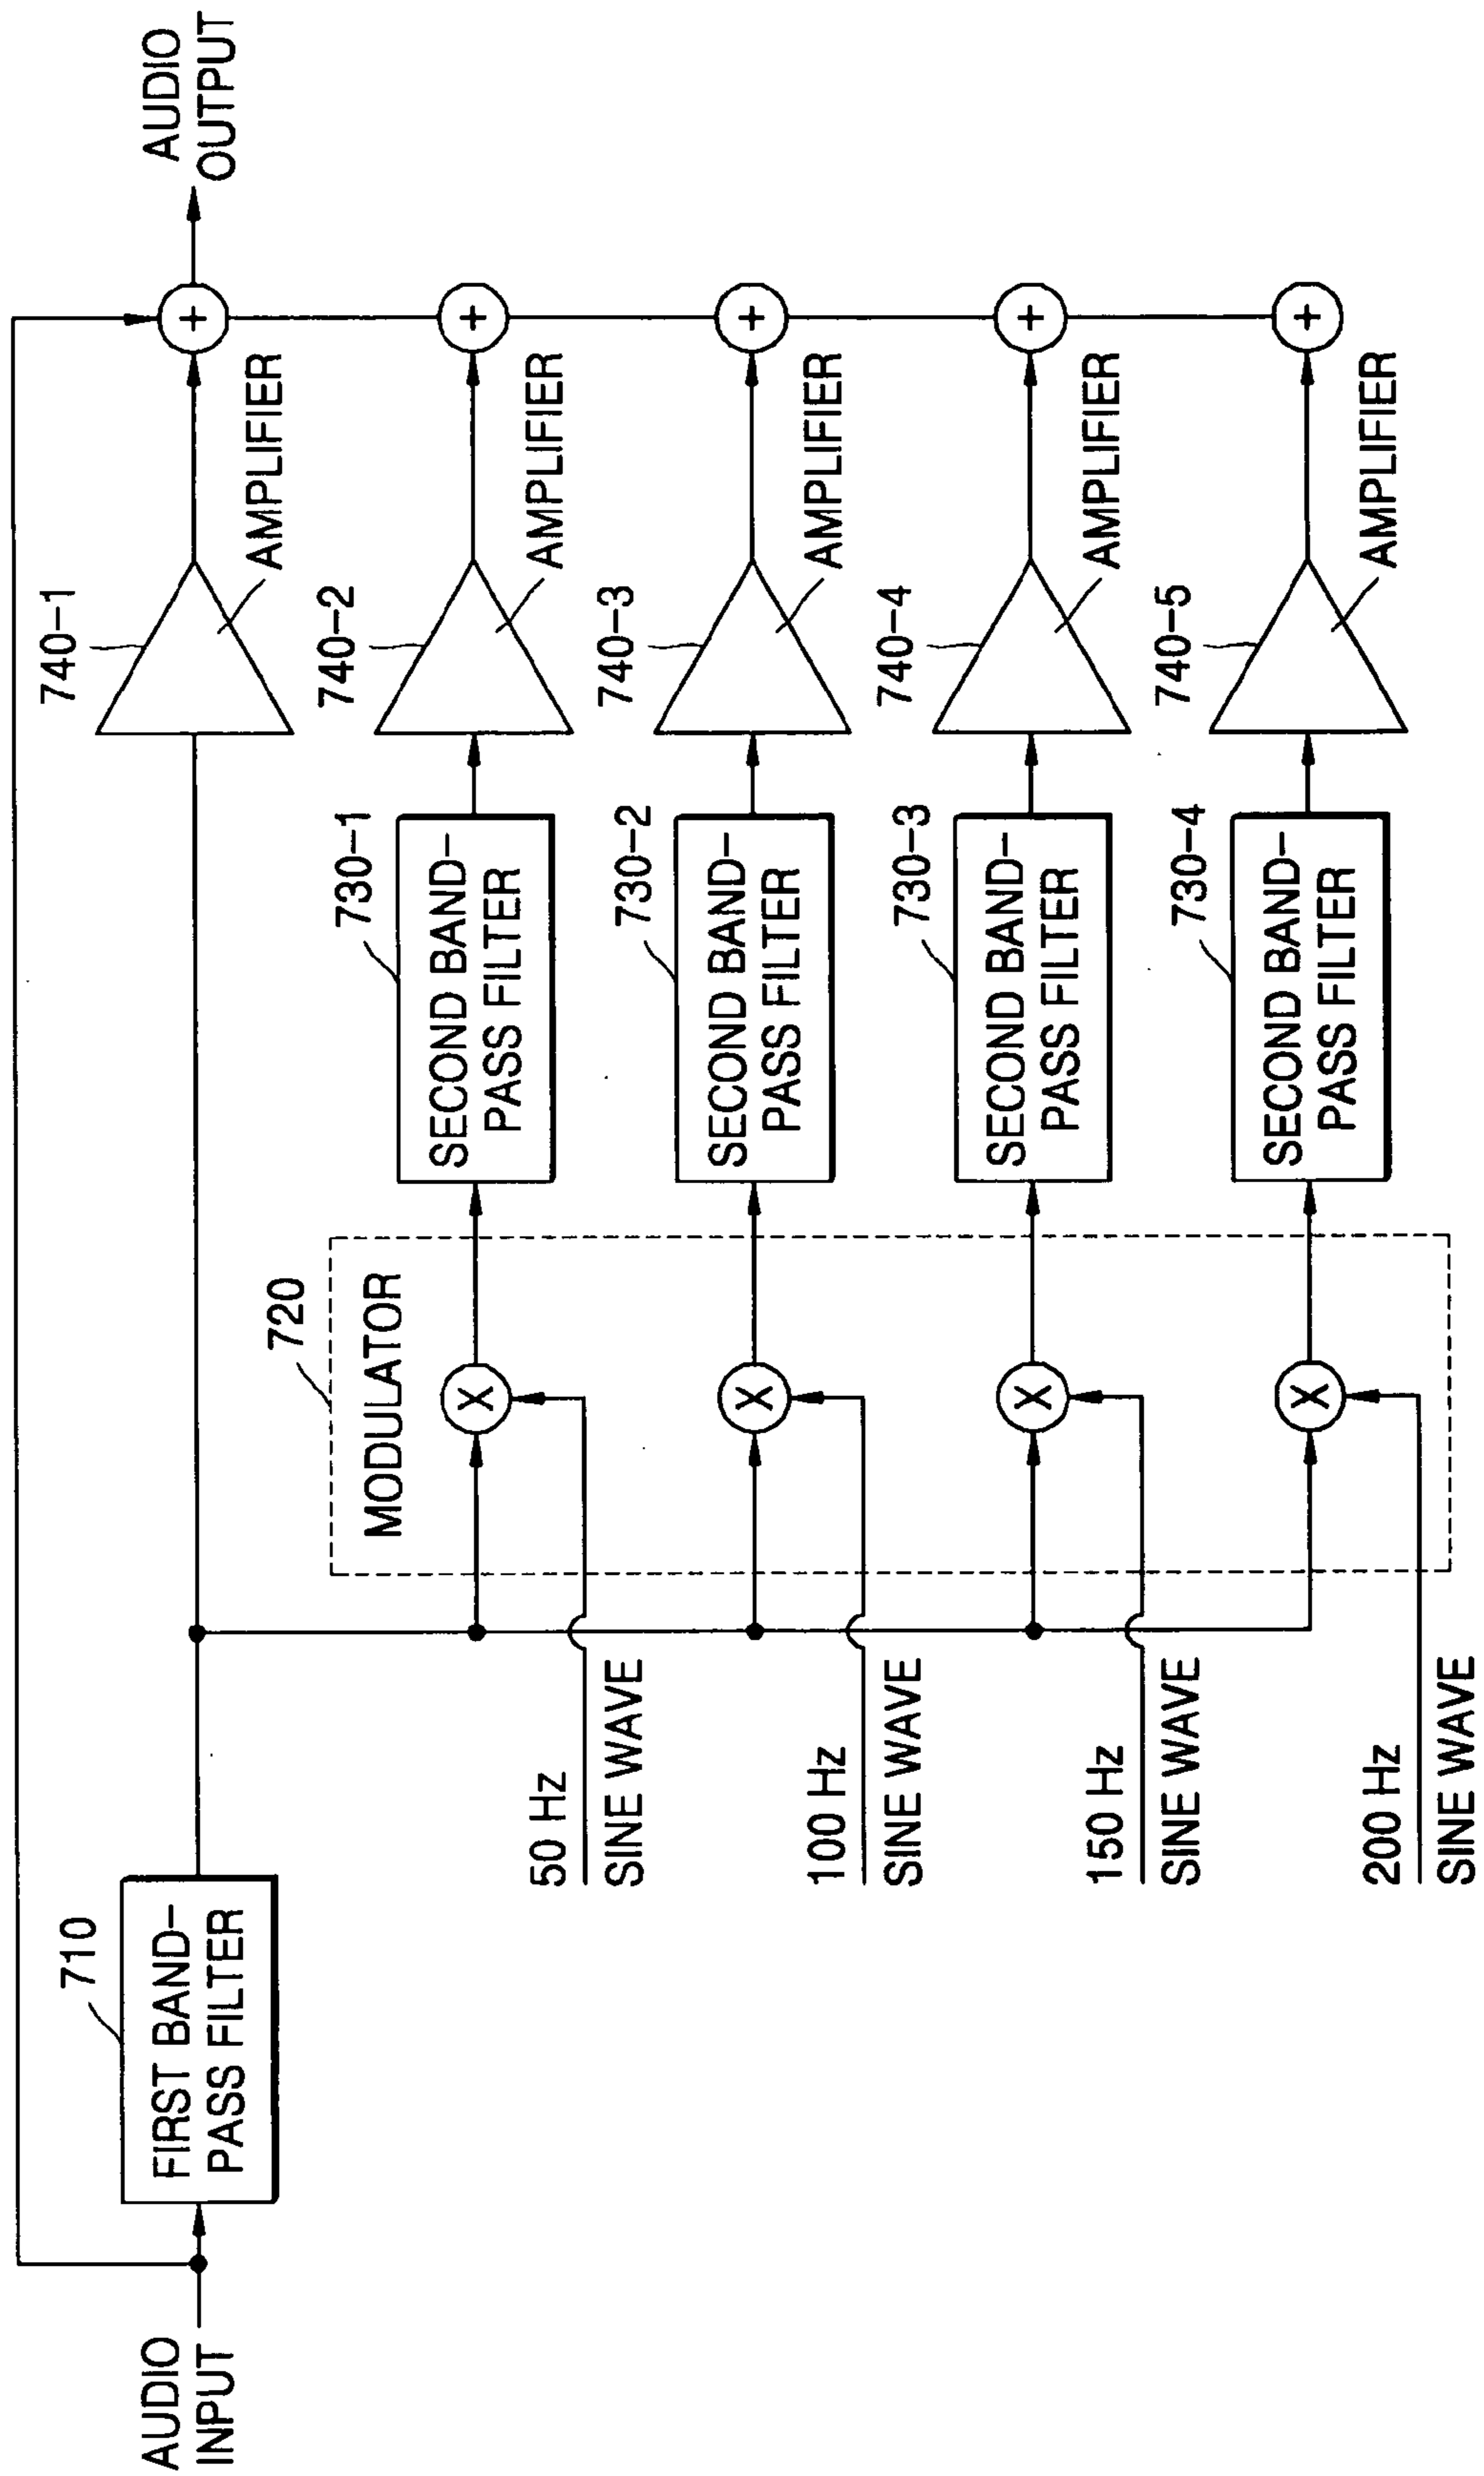 AUDIO
INPUT
710
FIRST BAND-
PASS FILTER
50 Hz
SINE WAVE
100 Hz
SINE WAVE
150 Hz
SINE WAVE
200 Hz
SINE WAVE
720
MODULATOR
X
X
X
X
730-1
SECOND BAND-
PASS FILTER
730-2
SECOND BAND-
PASS FILTER
730-3
SECOND BAND-
PASS FILTER
730-4
SECOND BAND-
PASS FILTER
740-1
AMPLIFIER
740-2
AMPLIFIER
740-3
AMPLIFIER
740-4
AMPLIFIER
740-5
AMPLIFIER
+
+
+
+
+
AUDIO
OUTPUT